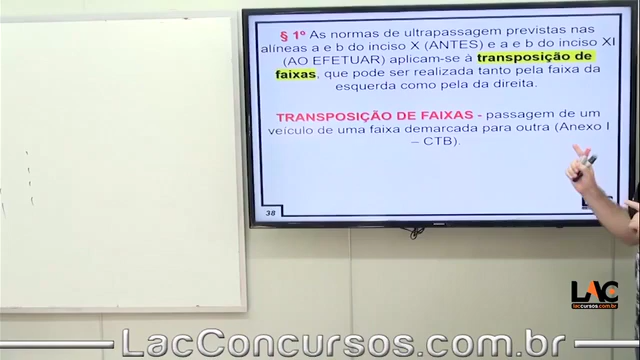 § 1º As normas de ultrapassagem previstas nas
alíneas a e b do inciso X (ANTES) e a e b do inciso XI
(AO EFETUAR) aplicam-se à transposição de
faixas, que pode ser realizada tanto pela faixa da
esquerda como pela da direita.
TRANSPOSIÇÃO DE FAIXAS - passagem de um
veículo de uma faixa demarcada para outra (Anexo I
– CTB).
38
LAC
laccursos.com.br
LacConcursos.com.br